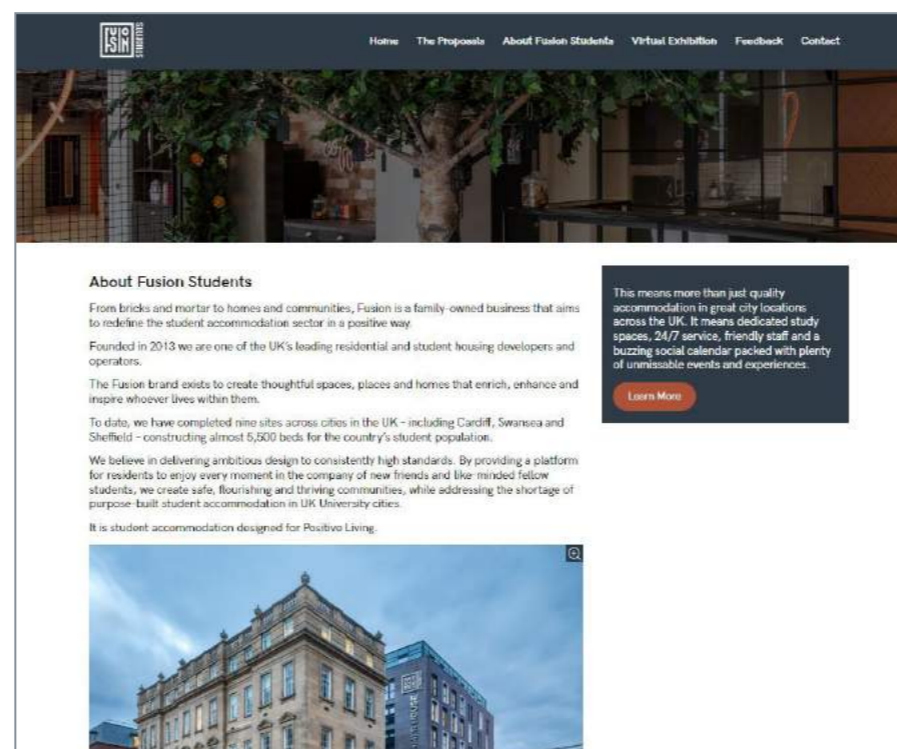 FUSION
STUDENTS
Home The Proposals About Fusion Students Virtual Exhibition Feedback Contact
About Fusion Students
From bricks and mortar to homes and communities, Fusion is a family-owned business that aims
to redefine the student accommodation sector in a positive way.
Founded in 2013 we are one of the UK's leading residential and student housing developers and
operators.
The Fusion brand exists to create thoughtful spaces, places and homes that enrich, enhance and
inspire whoever lives within them.
To date, we have completed nine sites across cities in the UK – including Cardiff, Swansea and
Sheffield – constructing almost 5,500 beds for the country's student population.
We believe in delivering ambitious design to consistently high standards. By providing a platform
for residents to enjoy every moment in the company of new friends and like-minded fellow
students, we create safe, flourishing and thriving communities, while addressing the shortage of
purpose-built student accommodation in UK University cities.
It is student accommodation designed for Positive Living.
This means more than just quality
accommodation in great city locations
across the UK. It means dedicated study
spaces, 24/7 service, friendly staff and a
buzzing social calendar packed with plenty
of unmissable events and experiences.
Learn More